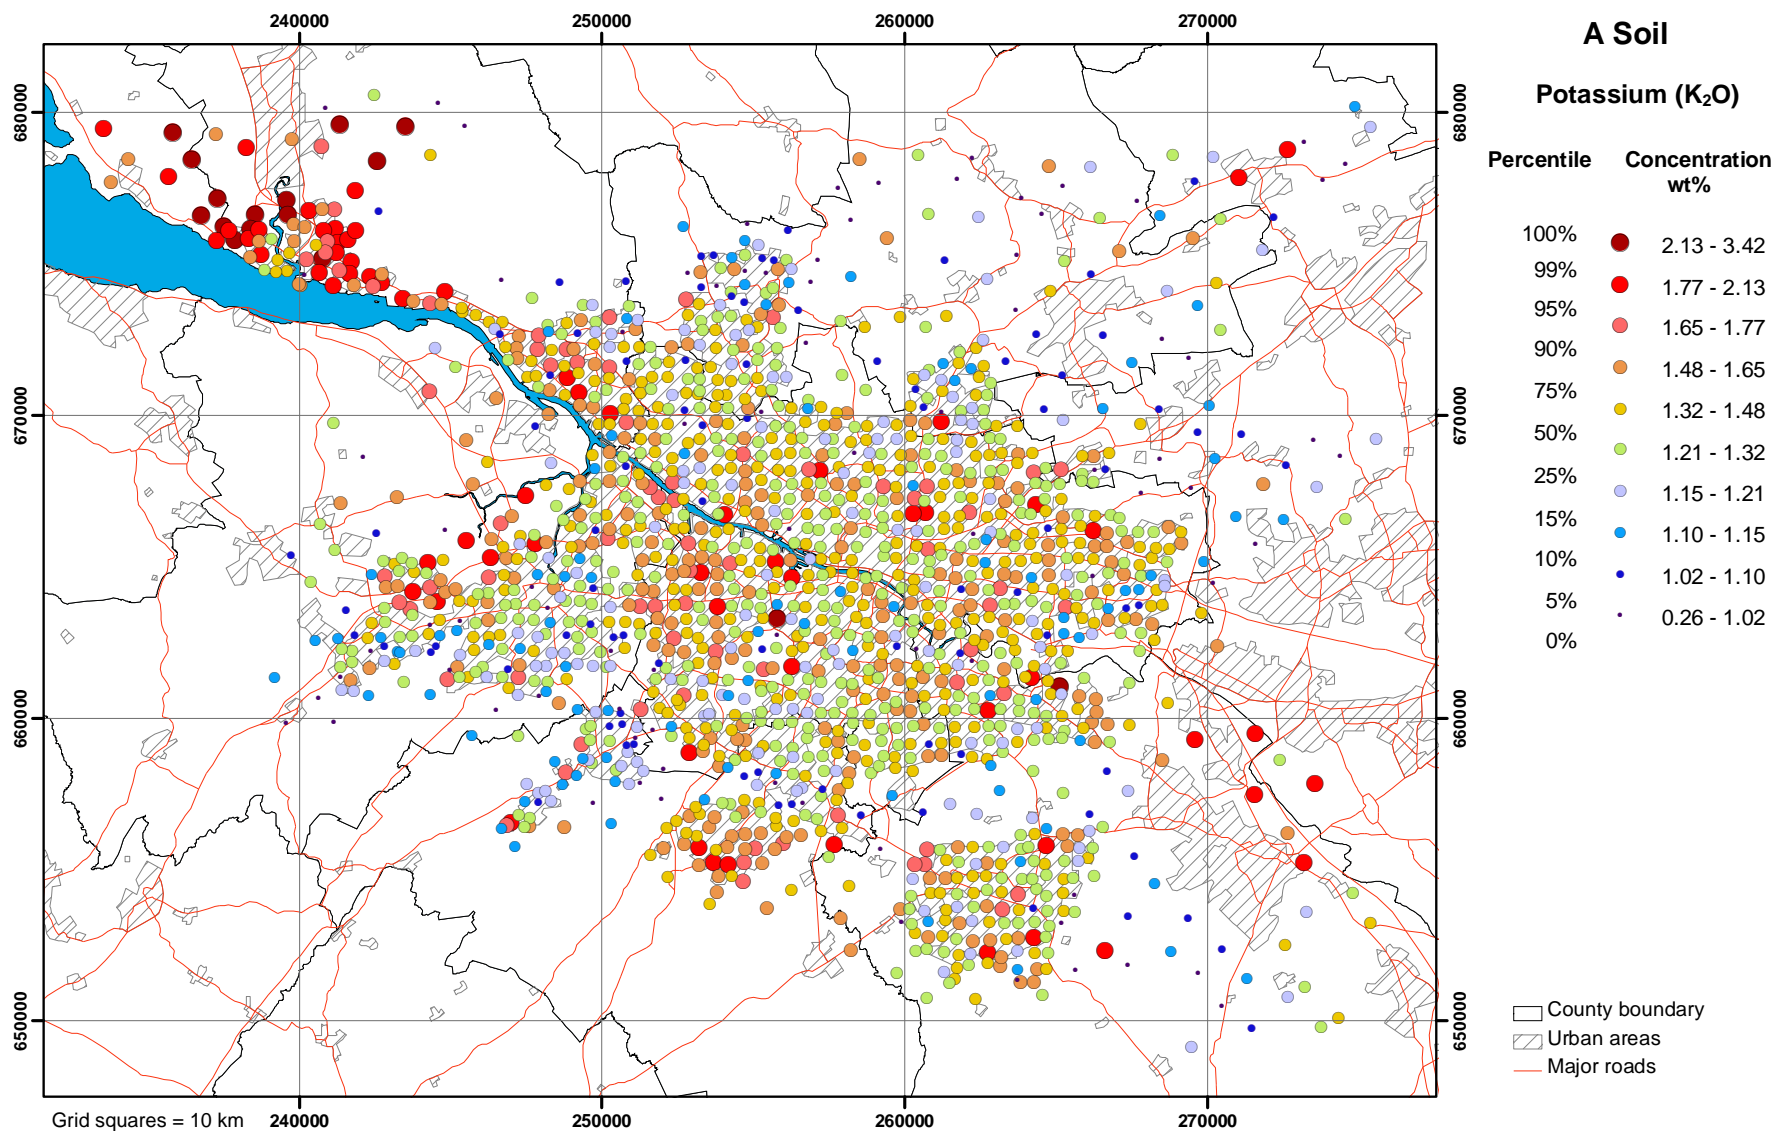 240000 250000 260000 270000
A Soil
Potassium (K₂O)
Percentile Concentration
wt%
100%
2.13 - 3.42
99%
1.77 - 2.13
95%
1.65 - 1.77
90%
1.48 - 1.65
75%
1.32 - 1.48
50%
1.21 - 1.32
25%
1.15 - 1.21
15%
1.10 - 1.15
10%
1.02 - 1.10
5%
0.26 - 1.02
0%
680000 680000
670000 670000
660000 660000
650000 650000
County boundary
Urban areas
Major roads
Grid squares = 10 km 240000 250000 260000 270000